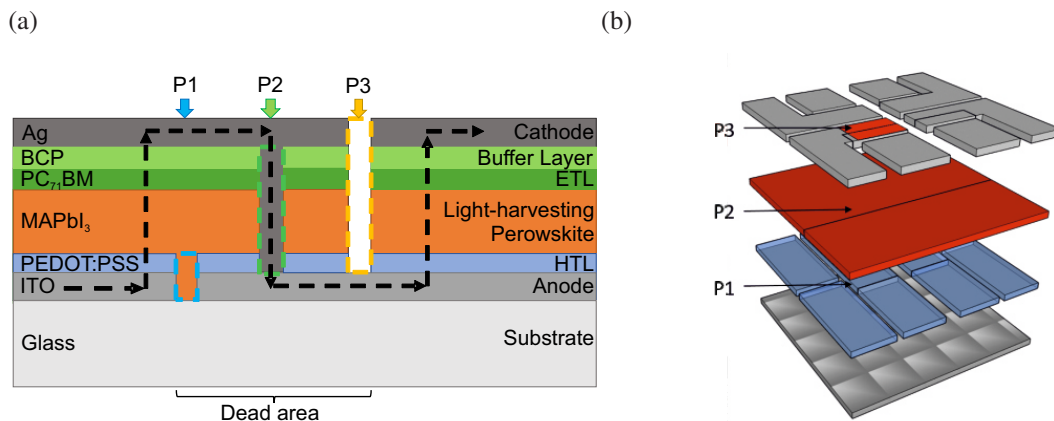 (a)
(b)
P1 P2 P3
Ag Cathode
BCP Buffer Layer
PC₇₁BM ETL
MAPbI₃ Light-harvesting
Perowskite
PEDOT:PSS HTL
ITO Anode
Glass Substrate
Dead area
P3
P2
P1